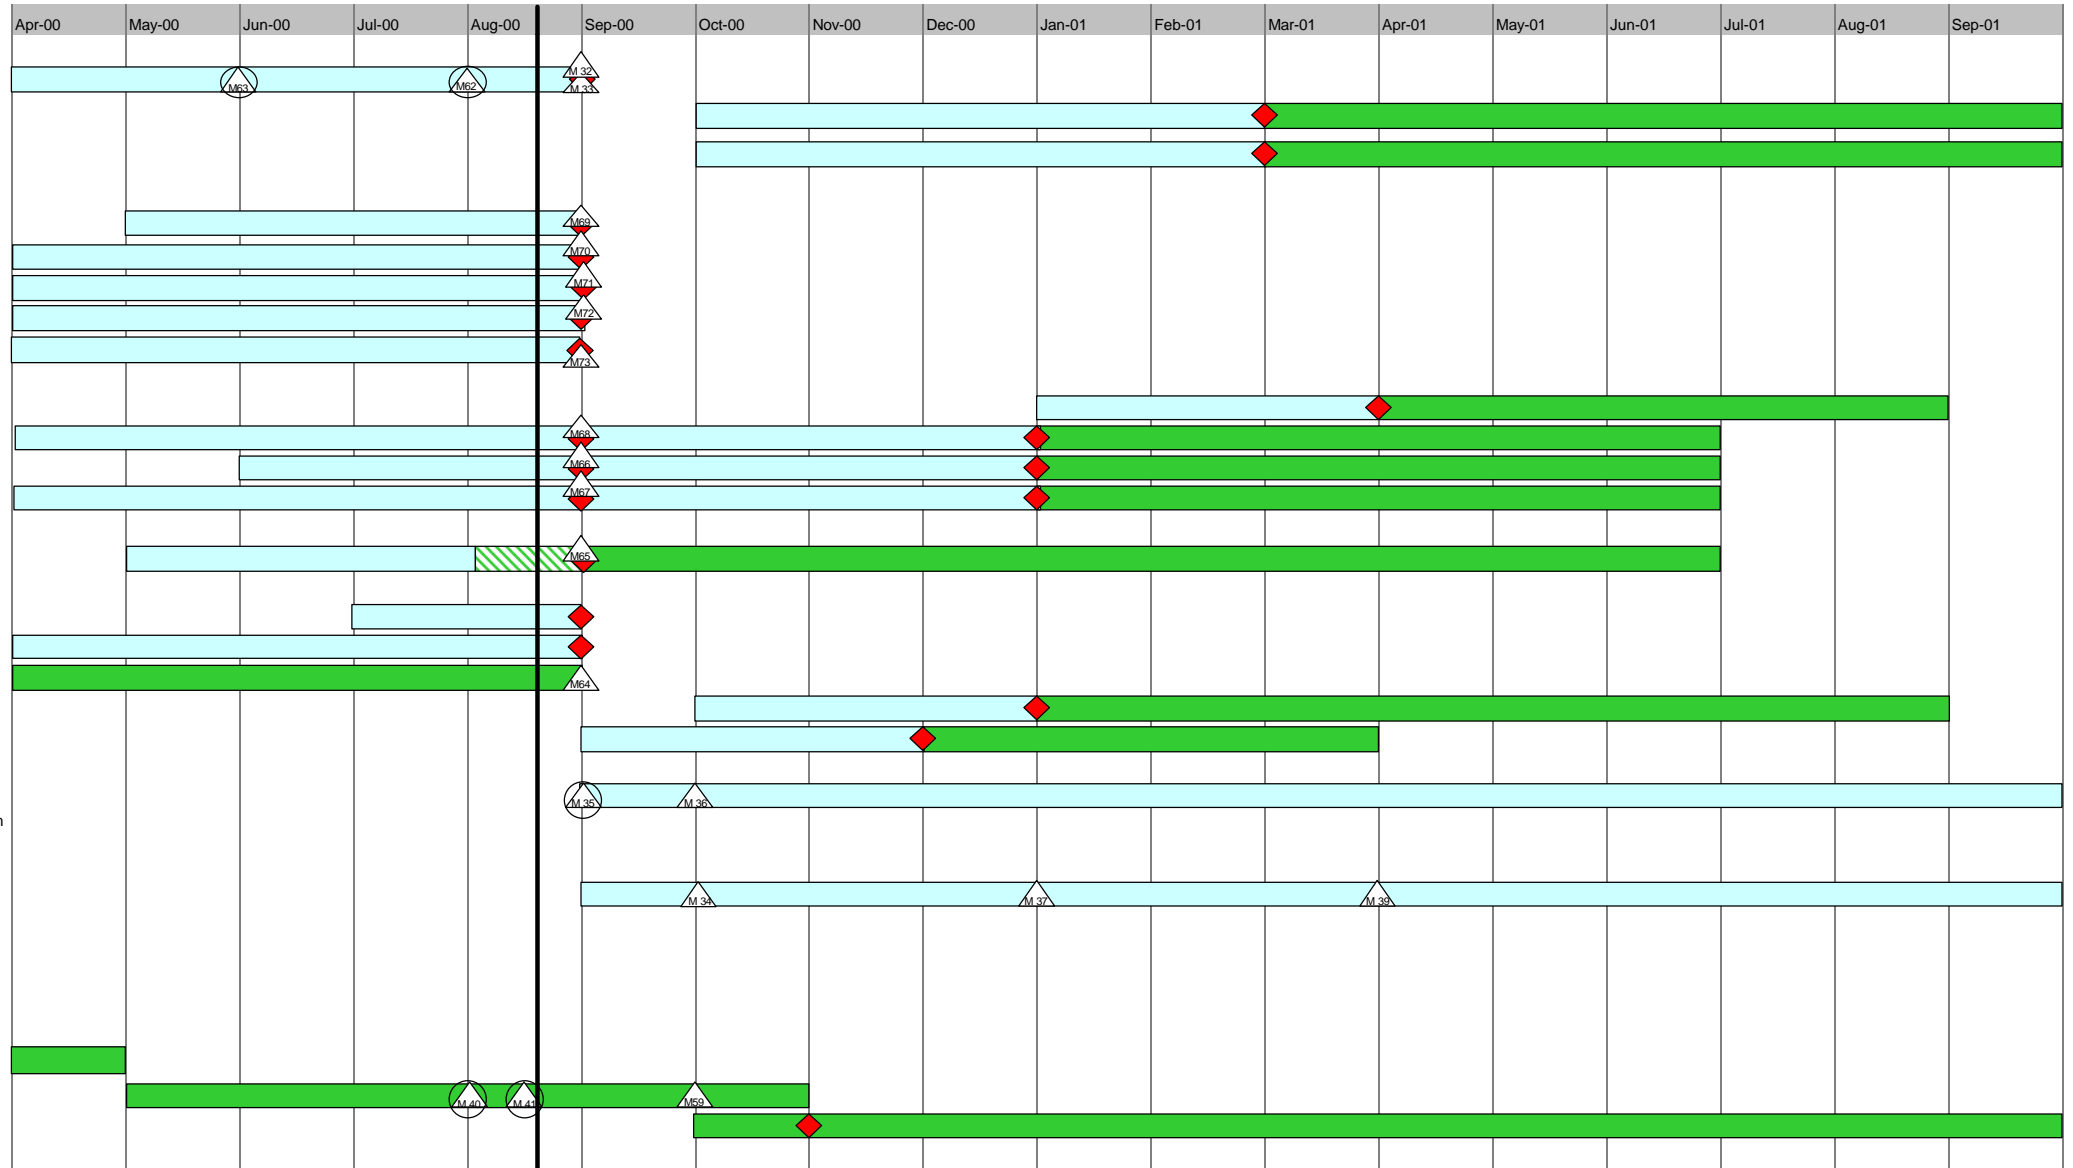 Apr-00 May-00 Jun-00 Jul-00 Aug-00 Sep-00 Oct-00 Nov-00 Dec-00 Jan-01 Feb-01 Mar-01 Apr-01 May-01 Jun-01 Jul-01 Aug-01 Sep-01
M 32
M63 M62 M 33
M69
M70
M71
M72
M73
M68
M66
M67
M65
M64
M 35 M 36
n
M 34 M 37 M 39
M 40 M 41 M59